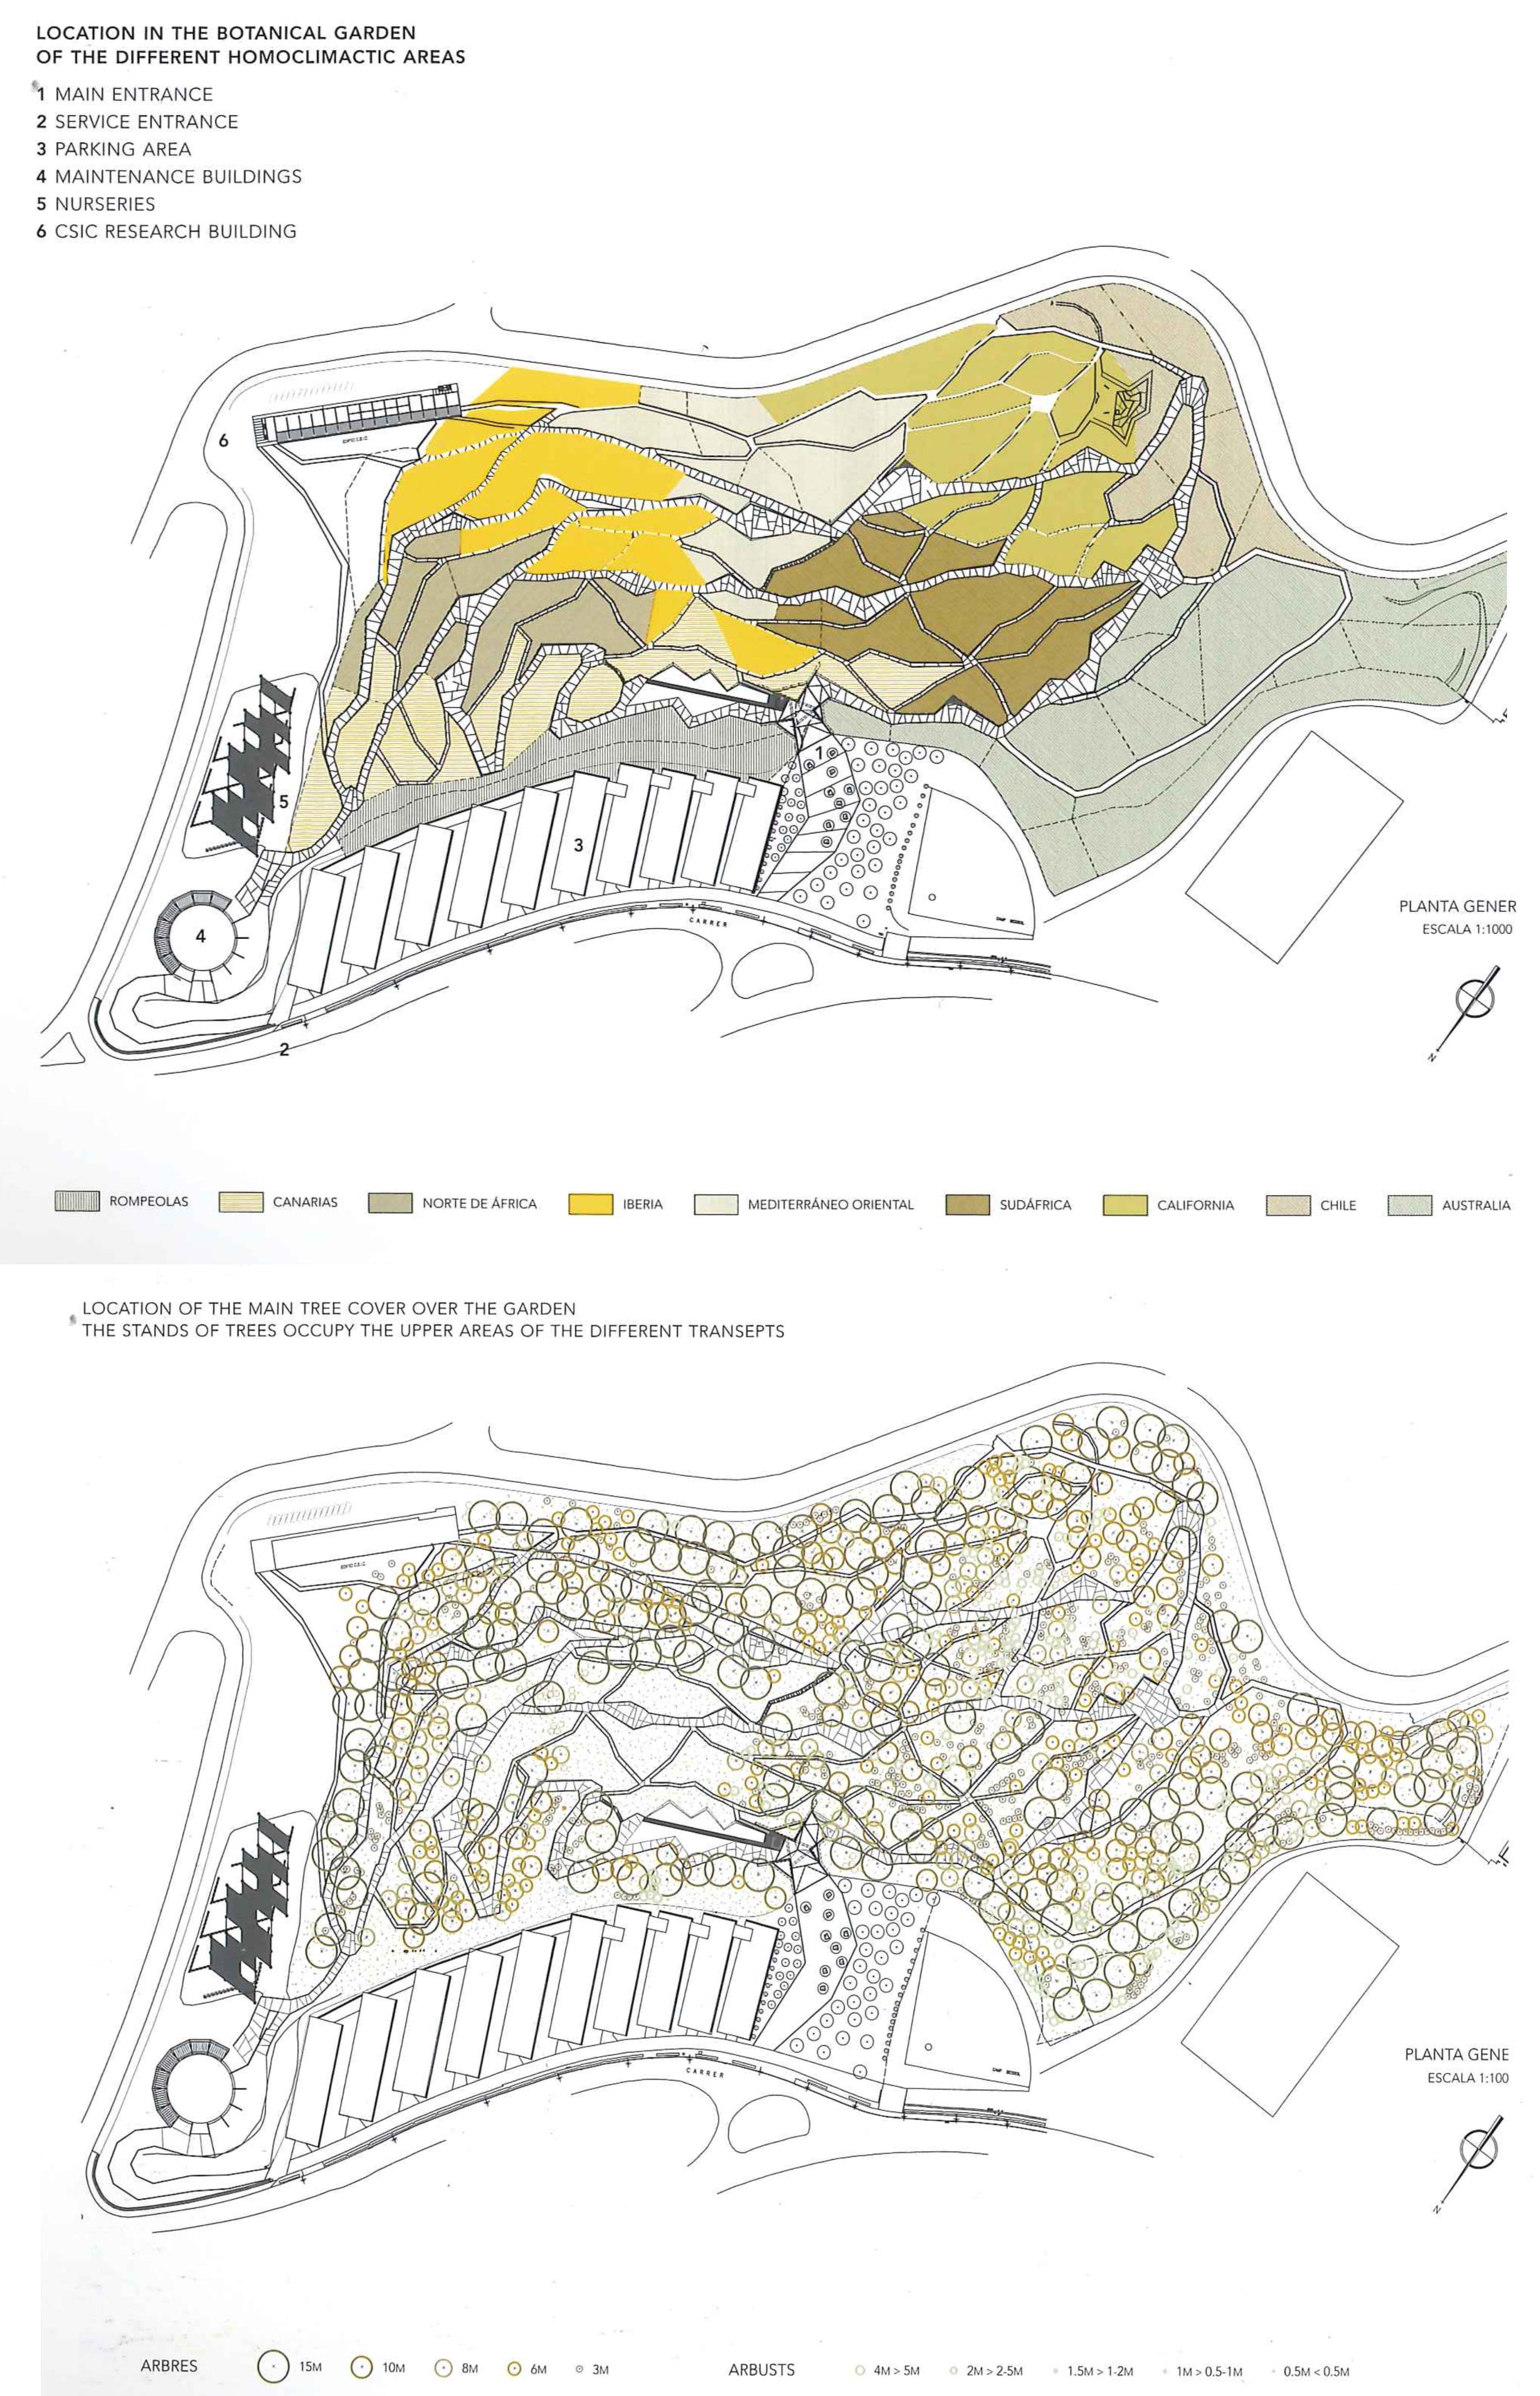 LOCATION IN THE BOTANICAL GARDEN
OF THE DIFFERENT HOMOCLIMACTIC AREAS
1 MAIN ENTRANCE
2 SERVICE ENTRANCE
3 PARKING AREA
4 MAINTENANCE BUILDINGS
5 NURSERIES
6 CSIC RESEARCH BUILDING
6
1
5
3
4
CARRER
2
PLANTA GENER
ESCALA 1:1000
N
ROMPEOLAS CANARIAS NORTE DE ÁFRICA IBERIA MEDITERRÁNEO ORIENTAL SUDÁFRICA CALIFORNIA CHILE AUSTRALIA
LOCATION OF THE MAIN TREE COVER OVER THE GARDEN
THE STANDS OF TREES OCCUPY THE UPPER AREAS OF THE DIFFERENT TRANSEPTS
CARRER
PLANTA GENE
ESCALA 1:100
N
ARBRES 15M 10M 8M 6M 3M ARBUSTS 4M > 5M 2M > 2-5M 1.5M > 1-2M 1M > 0.5-1M 0.5M < 0.5M